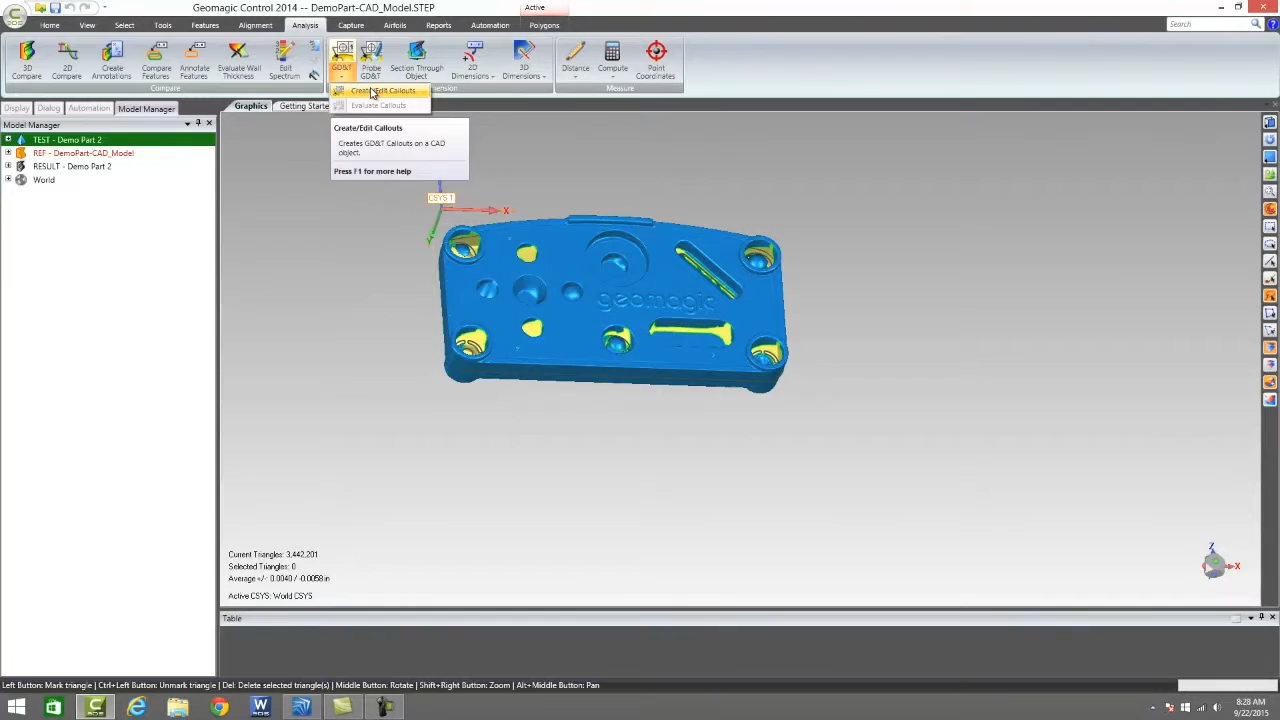 Geomagic Control 2014 -- DemoPart-CAD_Model.STEP
Active
Home View Select Tools Features Alignment Analysis Capture Airfoils Reports Automation Polygons
Search
3D Compare
2D Compare
Create Annotations
Compare Features
Annotate Features
Evaluate Wall Thickness
Edit Spectrum
GD&T
Probe GD&T
Section Through Object
2D Dimensions
3D Dimensions
Distance
Compute
Point Coordinates
Compare
Measure
Create/Edit Callouts
Evaluate Callouts
Display Dialog Automation Model Manager
Graphics Getting Starte
Model Manager
TEST - Demo Part 2
REF - DemoPart-CAD_Model
RESULT - Demo Part 2
World
Create/Edit Callouts
Creates GD&T Callouts on a CAD
object.
Press F1 for more help
CSYS 1
X
Y
geomagic
Current Triangles: 3,442,201
Selected Triangles: 0
Average +/-: 0.0040 / -0.0058 in
Active CSYS: World CSYS
Z
X
Table
Left Button: Mark triangle | Ctrl+Left Button: Unmark triangle | Del: Delete selected triangle(s) | Middle Button: Rotate | Shift+Right Button: Zoom | Alt+Middle Button: Pan
8:28 AM
9/22/2015